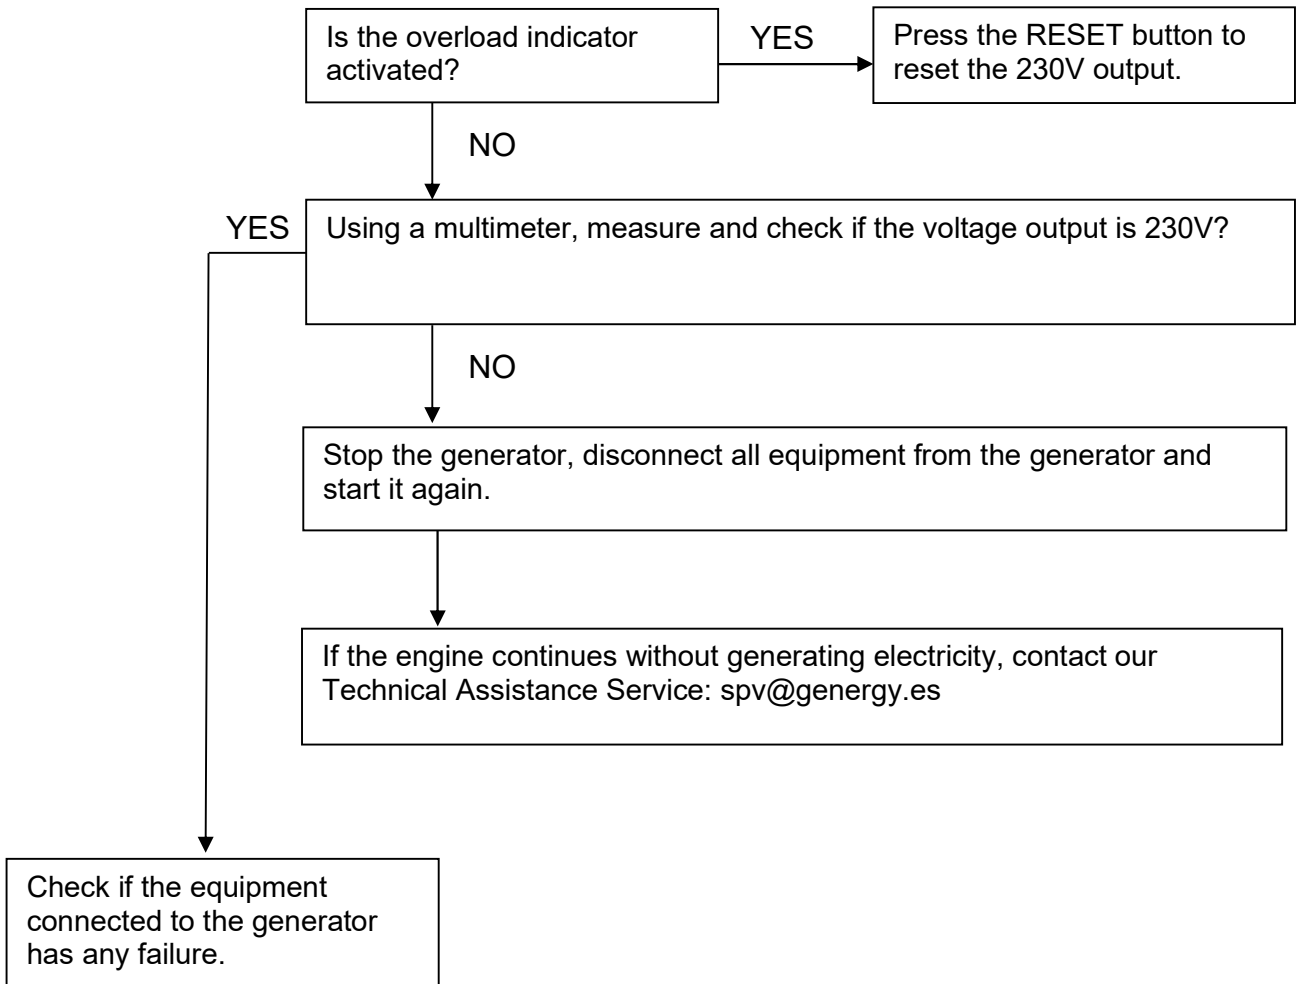 Is the overload indicator
activated?
YES
Press the RESET button to
reset the 230V output.
NO
YES
Using a multimeter, measure and check if the voltage output is 230V?
NO
Stop the generator, disconnect all equipment from the generator and
start it again.
If the engine continues without generating electricity, contact our
Technical Assistance Service: spv@genergy.es
Check if the equipment
connected to the generator
has any failure.